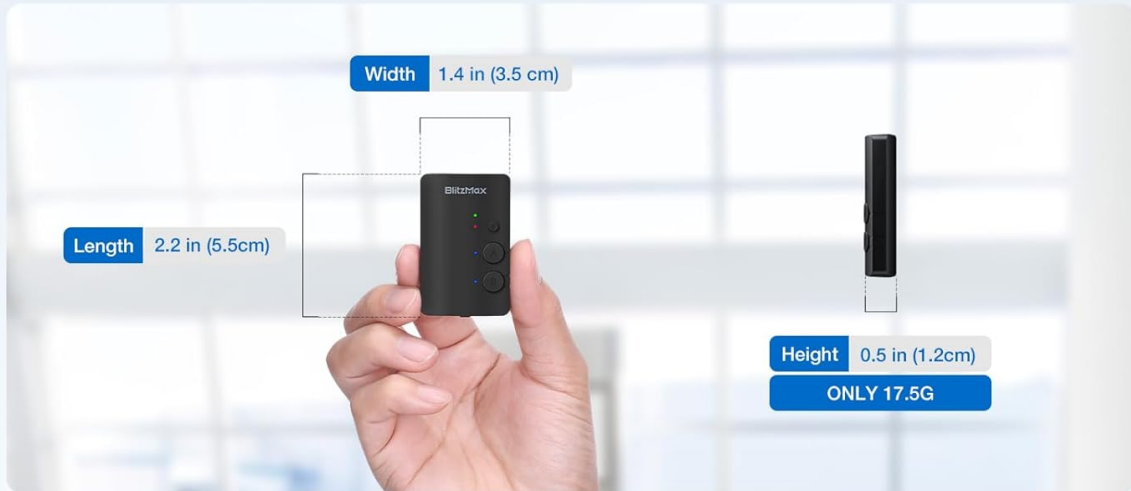 Width 1.4 in (3.5 cm)
BlitzMax
Length 2.2 in (5.5cm)
A
B
Height 0.5 in (1.2cm)
ONLY 17.5G